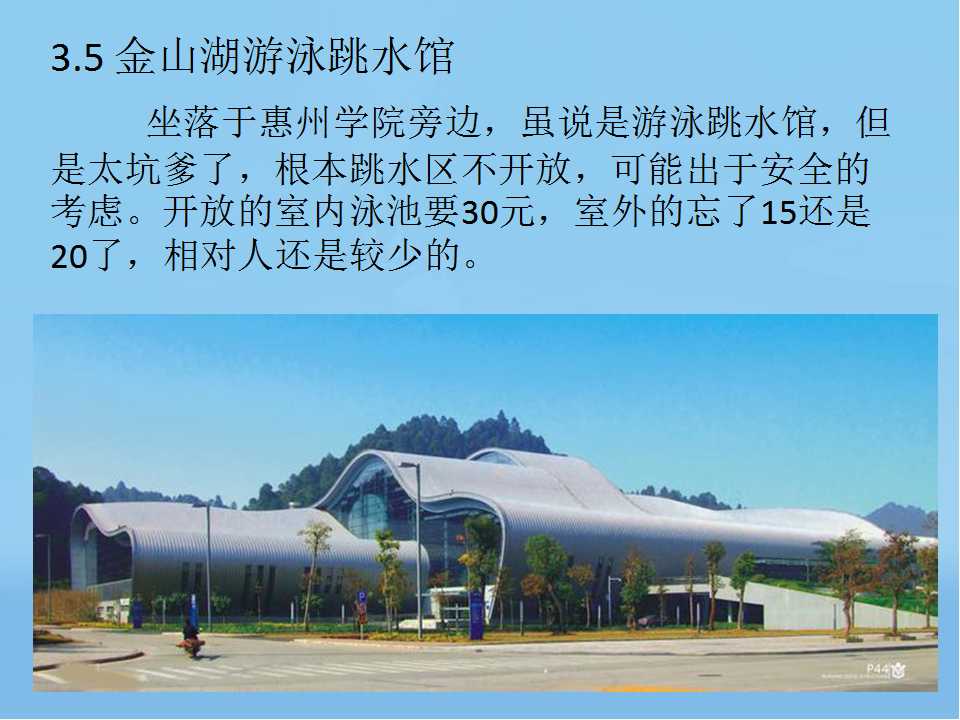 3.5 金山湖游泳跳水馆
坐落于惠州学院旁边，虽说是游泳跳水馆，但
是太坑爹了，根本跳水区不开放，可能出于安全的
考虑。开放的室内泳池要30元，室外的忘了15还是
20了，相对人还是较少的。
P
P44